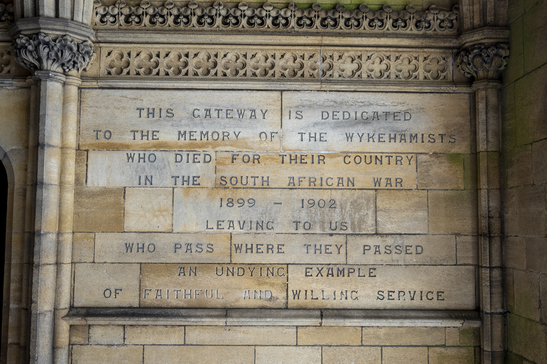 THIS GATEWAY IS DEDICATED
TO THE MEMORY OF THE WYKEHAMISTS
WHO DIED FOR THEIR COUNTRY
IN THE SOUTH AFRICAN WAR
1899 - 1902
LEAVING TO US
WHO PASS WHERE THEY PASSED
AN UNDYING EXAMPLE
OF FAITHFUL AND WILLING SERVICE